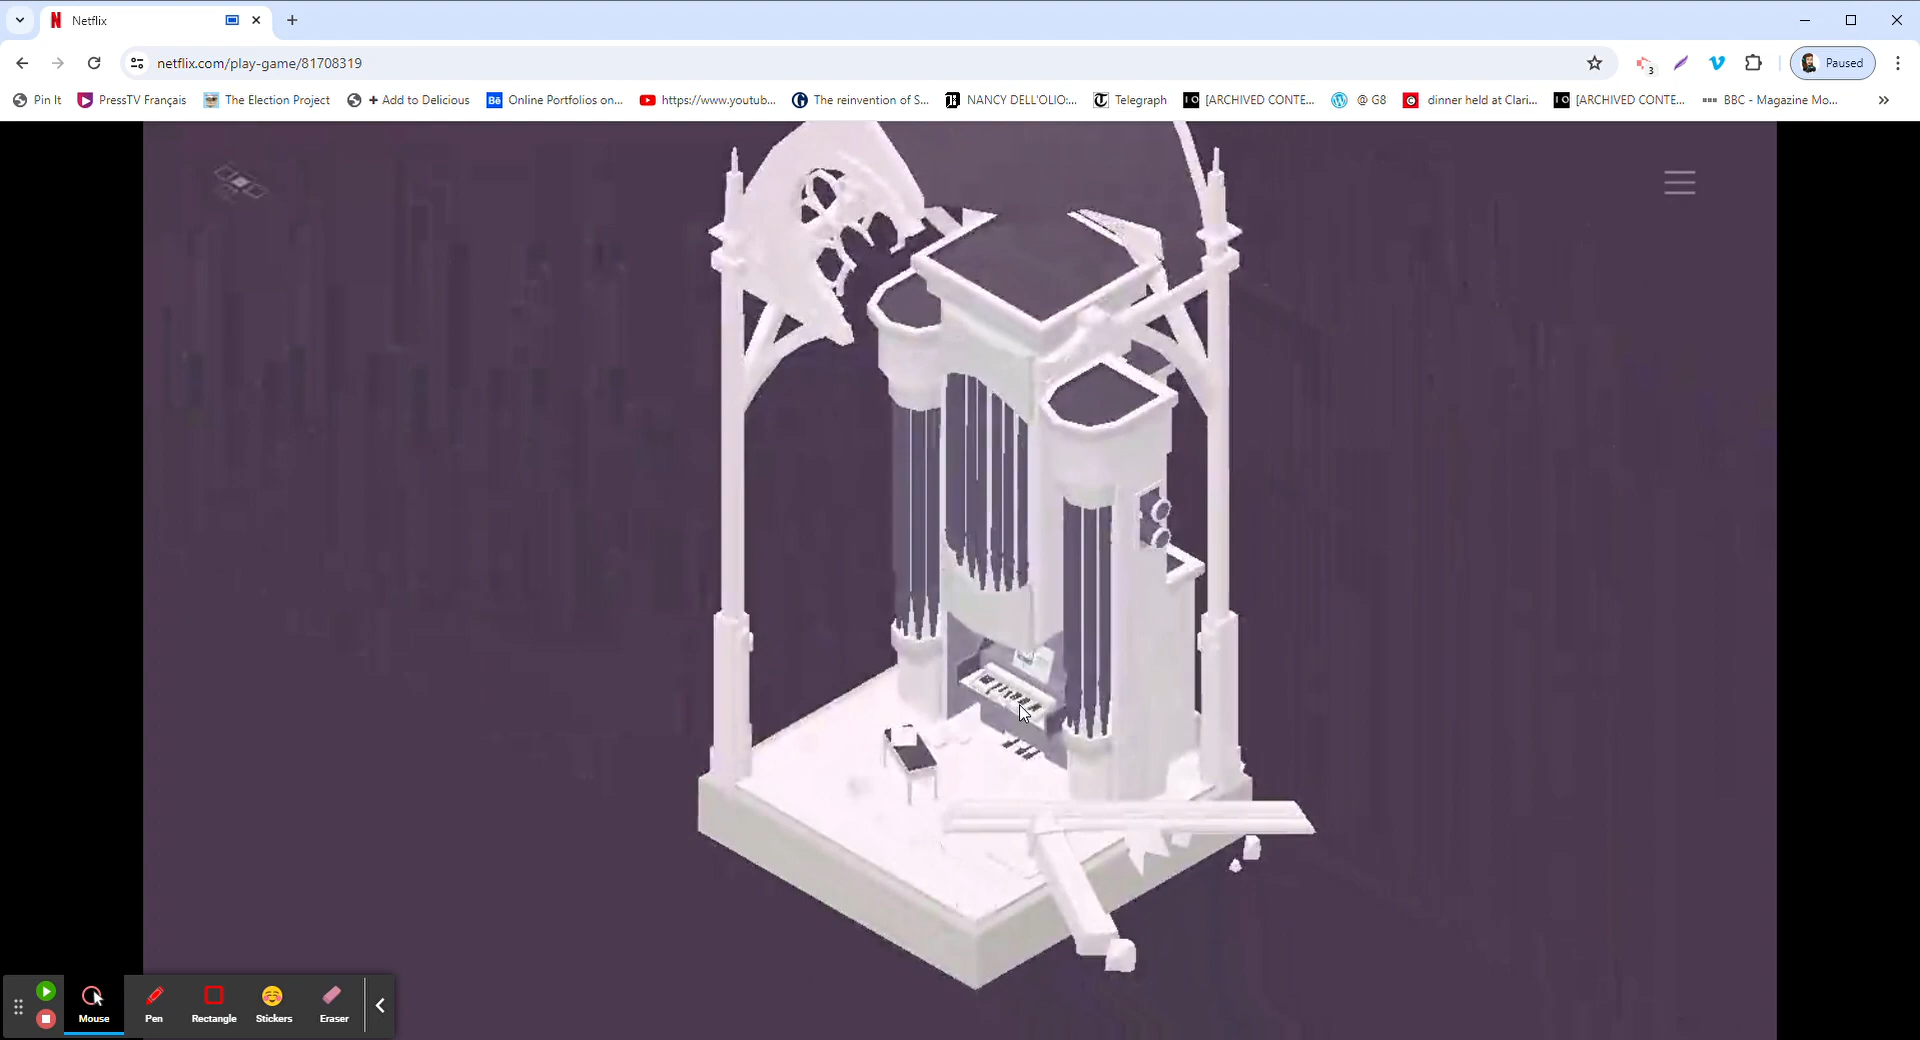 Netflix
netflix.com/play-game/81708319
3
Paused
Pin It
PressTV Français
The Election Project
+ Add to Delicious
Bē
Online Portfolios on...
https://www.youtub...
The reinvention of S...
NANCY DELL'OLIO:...
Telegraph
[ARCHIVED CONTE...
@ G8
dinner held at Clari...
[ARCHIVED CONTE...
BBC - Magazine Mo...
Mouse
Pen
Rectangle
Stickers
Eraser